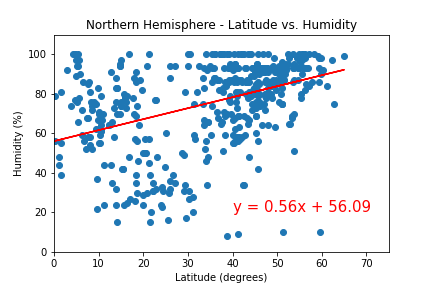 Northern Hemisphere - Latitude vs. Humidity
Humidity (%)
100
80
60
40
20
0
y = 0.56x + 56.09
0 10 20 30 40 50 60 70
Latitude (degrees)